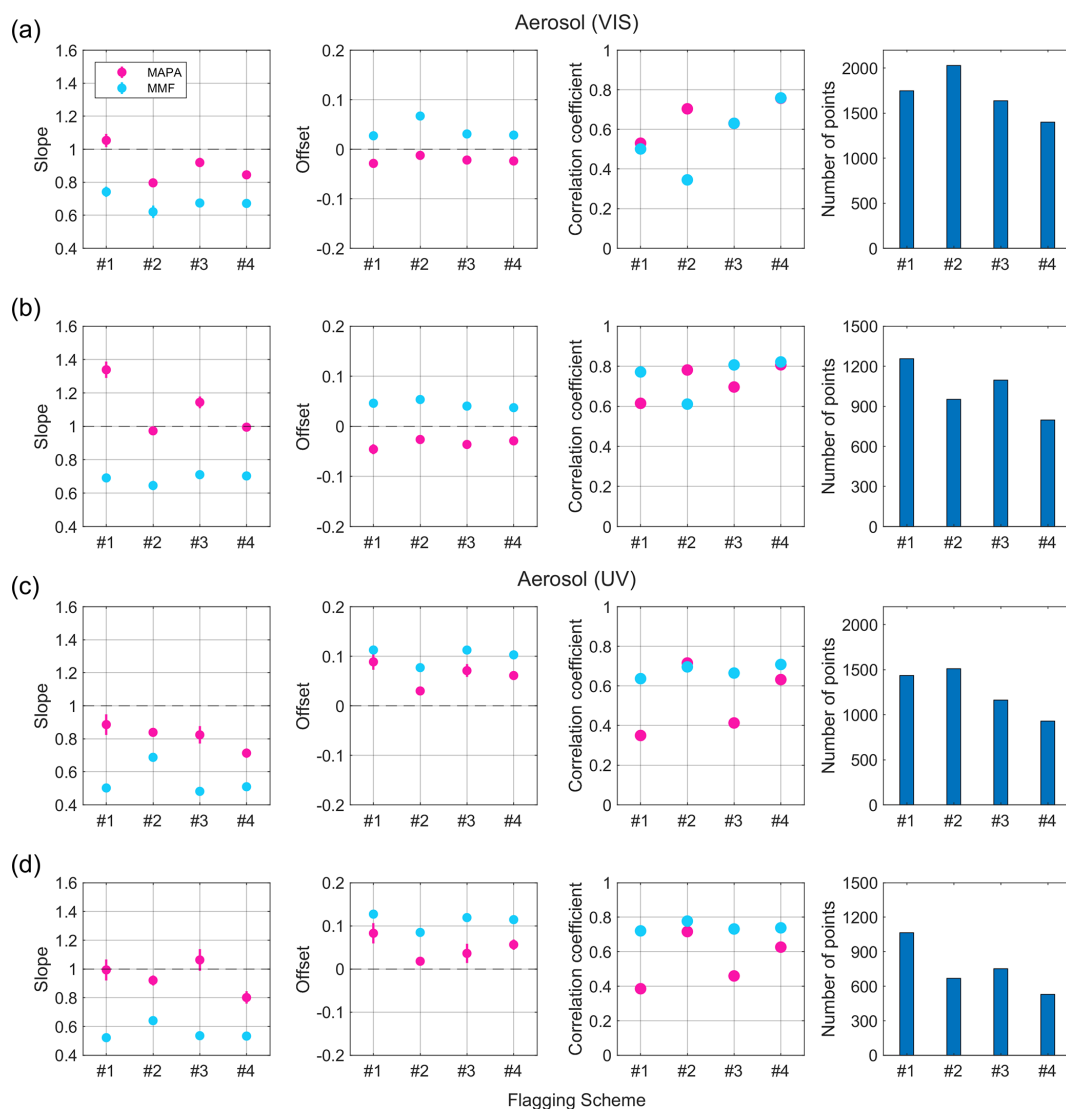 (a)
Aerosol (VIS)
Slope
1.6
1.4
1.2
1
0.8
0.6
0.4
MAPA
MMF
#1 #2 #3 #4
Offset
0.2
0.1
0
-0.1
-0.2
#1 #2 #3 #4
Correlation coefficient
1
0.8
0.6
0.4
0.2
0
#1 #2 #3 #4
Number of points
2000
1500
1000
500
0
#1 #2 #3 #4
(b)
Slope
1.6
1.4
1.2
1
0.8
0.6
0.4
#1 #2 #3 #4
Offset
0.2
0.1
0
-0.1
-0.2
#1 #2 #3 #4
Correlation coefficient
1
0.8
0.6
0.4
0.2
0
#1 #2 #3 #4
Number of points
1500
1200
900
600
300
0
#1 #2 #3 #4
(c)
Aerosol (UV)
Slope
1.6
1.4
1.2
1
0.8
0.6
0.4
#1 #2 #3 #4
Offset
0.2
0.1
0
-0.1
-0.2
#1 #2 #3 #4
Correlation coefficient
1
0.8
0.6
0.4
0.2
0
#1 #2 #3 #4
Number of points
2000
1500
1000
500
0
#1 #2 #3 #4
(d)
Slope
1.6
1.4
1.2
1
0.8
0.6
0.4
#1 #2 #3 #4
Offset
0.2
0.1
0
-0.1
-0.2
#1 #2 #3 #4
Correlation coefficient
1
0.8
0.6
0.4
0.2
0
#1 #2 #3 #4
Number of points
1500
1200
900
600
300
0
#1 #2 #3 #4
Flagging Scheme